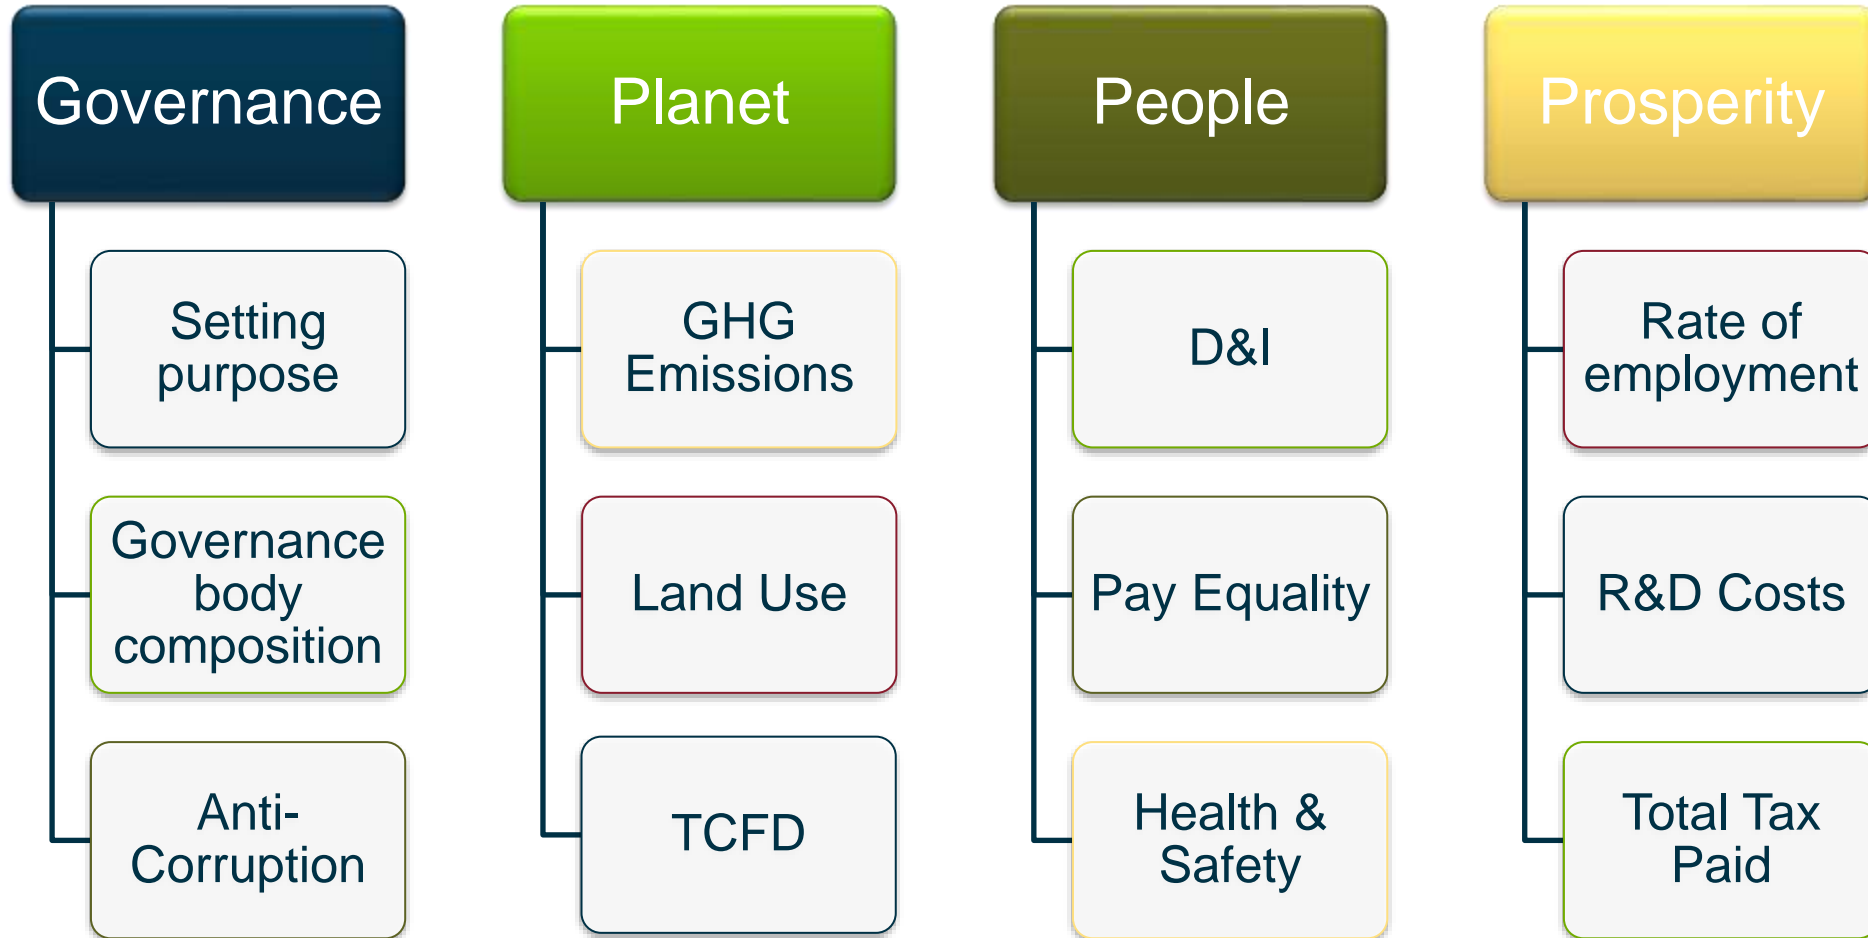 Governance
Setting
purpose
Governance
body
composition
Anti-
Corruption
Planet
GHG
Emissions
Land Use
TCFD
People
D&I
Pay Equality
Health &
Safety
Prosperity
Rate of
employment
R&D Costs
Total Tax
Paid